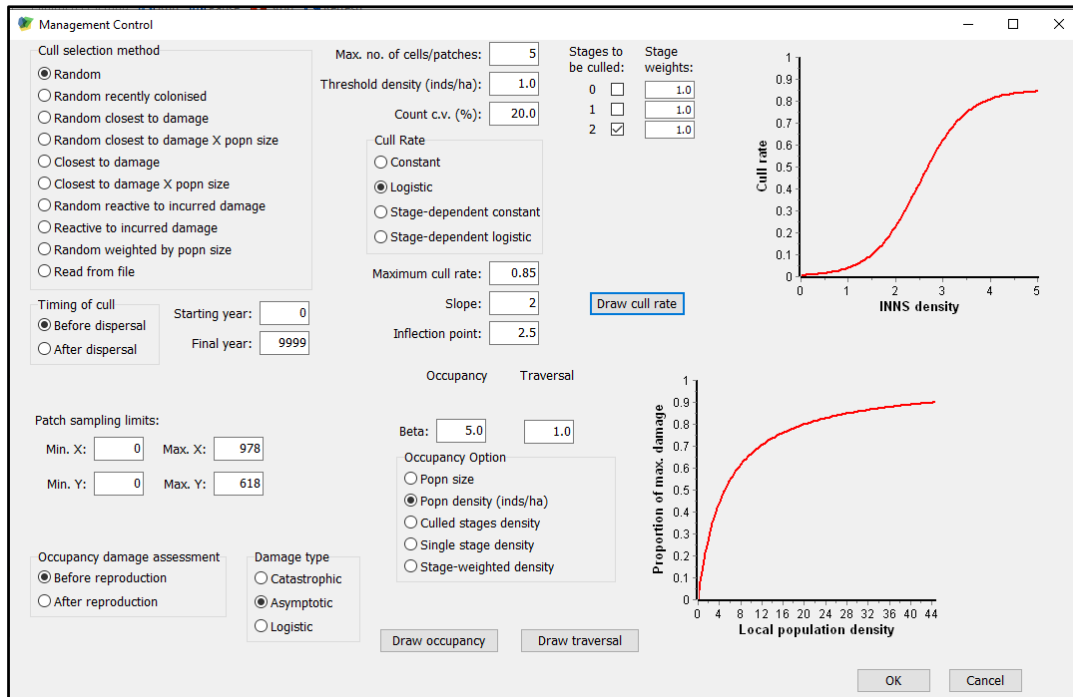 Management Control
Cull selection method
Random
Random recently colonised
Random closest to damage
Random closest to damage X popn size
Closest to damage
Closest to damage X popn size
Random reactive to incurred damage
Reactive to incurred damage
Random weighted by popn size
Read from file
Timing of cull
Before dispersal
After dispersal
Starting year: 0
Final year: 9999
Max. no. of cells/patches: 5
Threshold density (inds/ha): 1.0
Count c.v. (%): 20.0
Cull Rate
Constant
Logistic
Stage-dependent constant
Stage-dependent logistic
Maximum cull rate: 0.85
Slope: 2
Inflection point: 2.5
Stages to
be culled:
Stage
weights:
0 1.0
1 1.0
2 1.0
Draw cull rate
Cull rate
1
0.9
0.8
0.7
0.6
0.5
0.4
0.3
0.2
0.1
0
0 1 2 3 4 5
INNS density
Patch sampling limits:
Min. X: 0 Max. X: 978
Min. Y: 0 Max. Y: 618
Occupancy damage assessment
Before reproduction
After reproduction
Damage type
Catastrophic
Asymptotic
Logistic
Occupancy Traversal
Beta: 5.0 1.0
Occupancy Option
Popn size
Popn density (inds/ha)
Culled stages density
Single stage density
Stage-weighted density
Draw occupancy
Draw traversal
Proportion of max. damage
1
0.9
0.8
0.7
0.6
0.5
0.4
0.3
0.2
0.1
0
0 4 8 12 16 20 24 28 32 36 40 44
Local population density
OK
Cancel